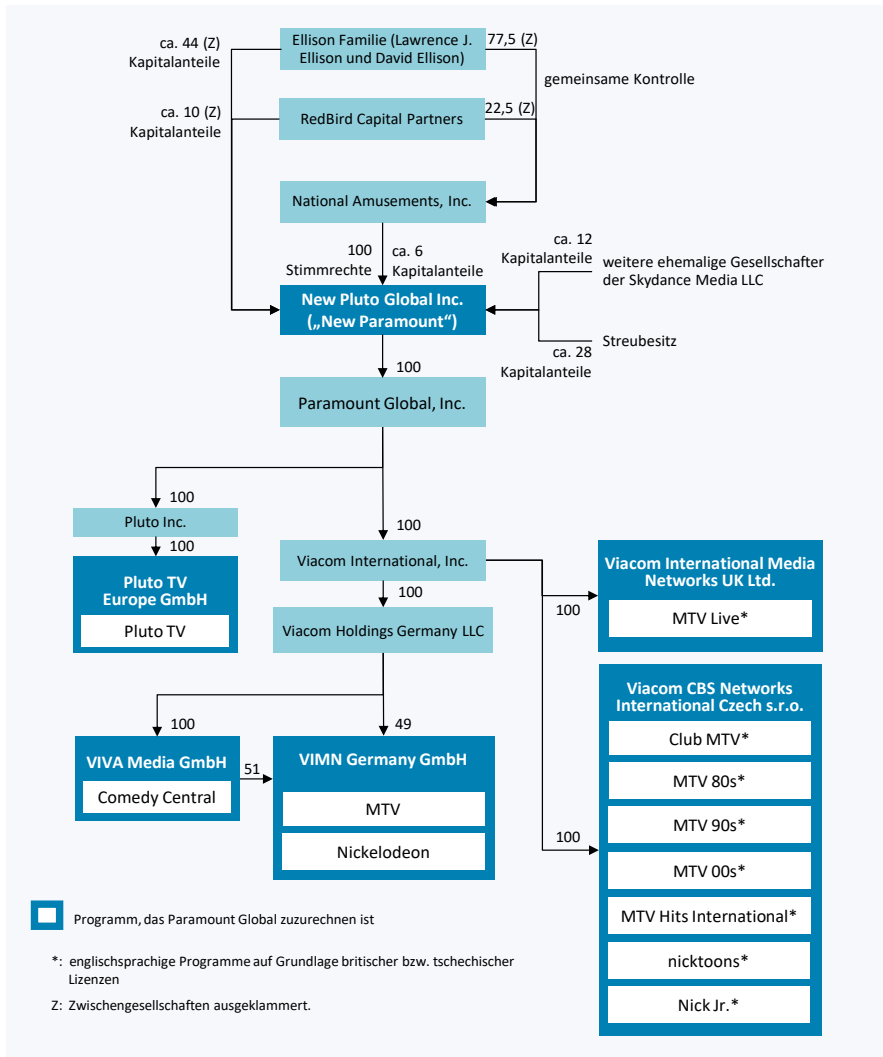 ca. 44 (Z)
Kapitalanteile
Ellison Familie (Lawrence J.
Ellison und David Ellison)
77,5 (Z)
gemeinsame Kontrolle
ca. 10 (Z)
Kapitalanteile
RedBird Capital Partners
22,5 (Z)
National Amusements, Inc.
100
Stimmrechte
ca. 6
Kapitalanteile
ca. 12
Kapitalanteile
weitere ehemalige Gesellschafter
der Skydance Media LLC
New Pluto Global Inc.
(„New Paramount“)
Streubesitz
ca. 28
Kapitalanteile
100
Paramount Global, Inc.
100
Pluto Inc.
100
Pluto TV
Europe GmbH
Pluto TV
100
Viacom International, Inc.
100
Viacom Holdings Germany LLC
100
Viacom International Media
Networks UK Ltd.
MTV Live*
100
Viacom CBS Networks
International Czech s.r.o.
Club MTV*
MTV 80s*
MTV 90s*
MTV 00s*
MTV Hits International*
nicktoons*
Nick Jr.*
100
VIVA Media GmbH
Comedy Central
51
49
VIMN Germany GmbH
MTV
Nickelodeon
Programm, das Paramount Global zuzurechnen ist
*: englischsprachige Programme auf Grundlage britischer bzw. tschechischer
Lizenzen
Z: Zwischengesellschaften ausgeklammert.